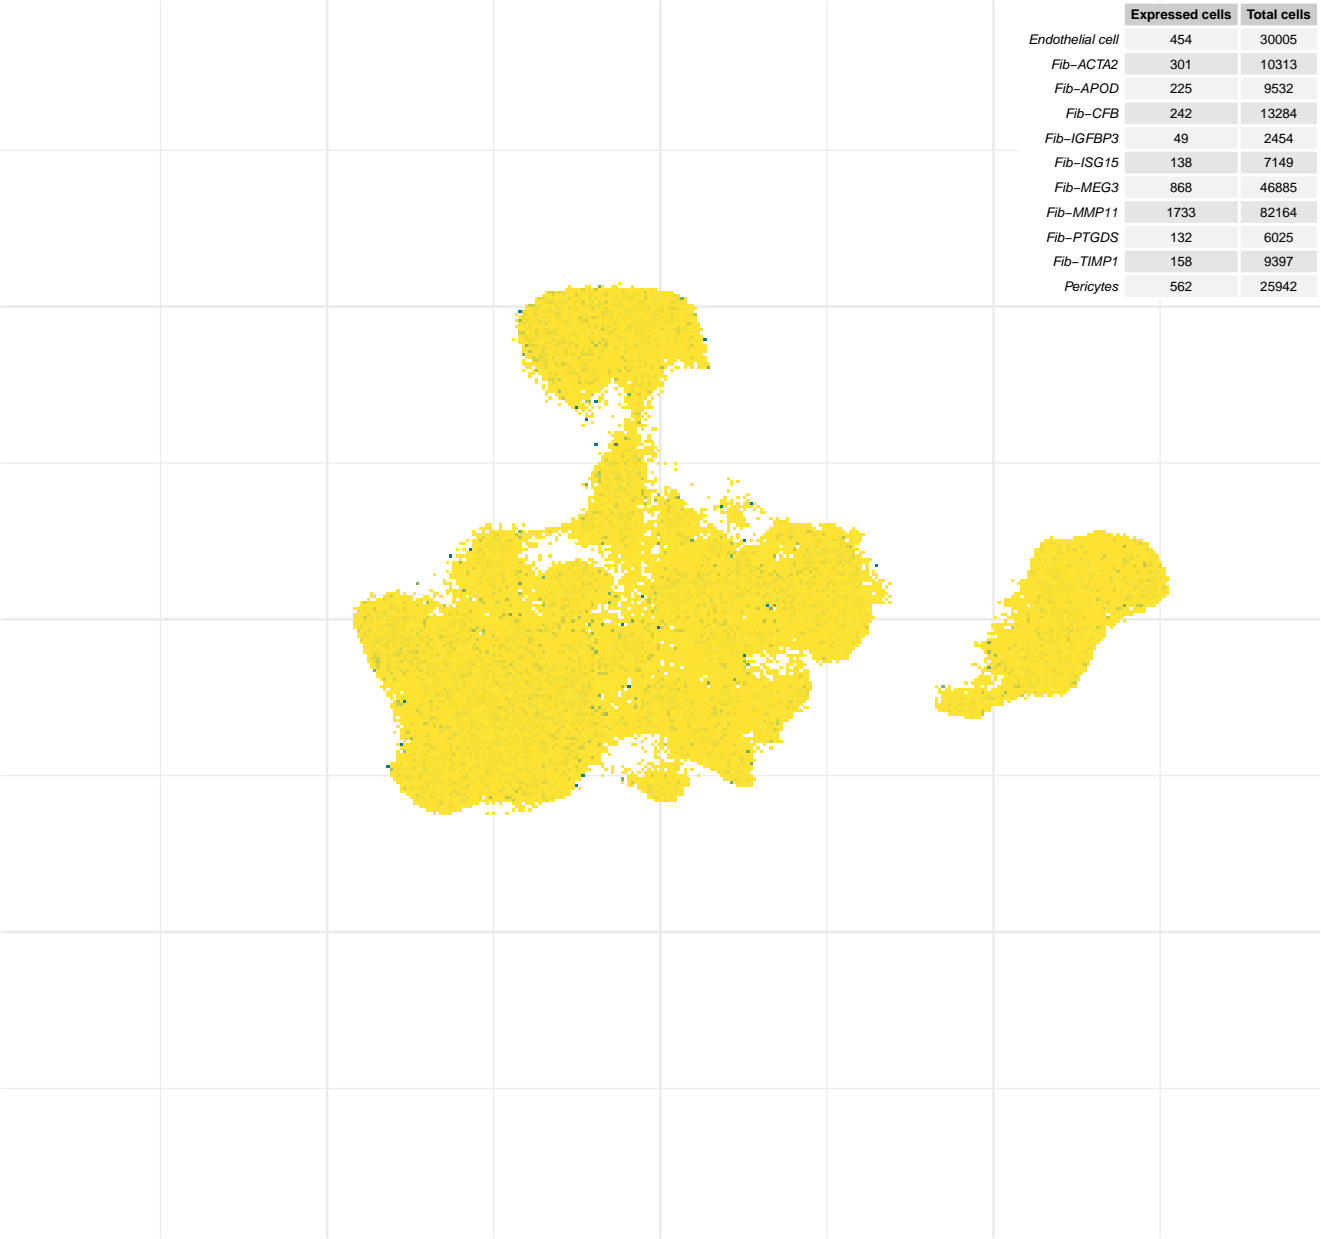 Expressed cells Total cells
Endothelial cell 454 30005
Fib−ACTA2 301 10313
Fib−APOD 225 9532
Fib−CFB 242 13284
Fib−IGFBP3 49 2454
Fib−ISG15 138 7149
Fib−MEG3 868 46885
Fib−MMP11 1733 82164
Fib−PTGDS 132 6025
Fib−TIMP1 158 9397
Pericytes 562 25942